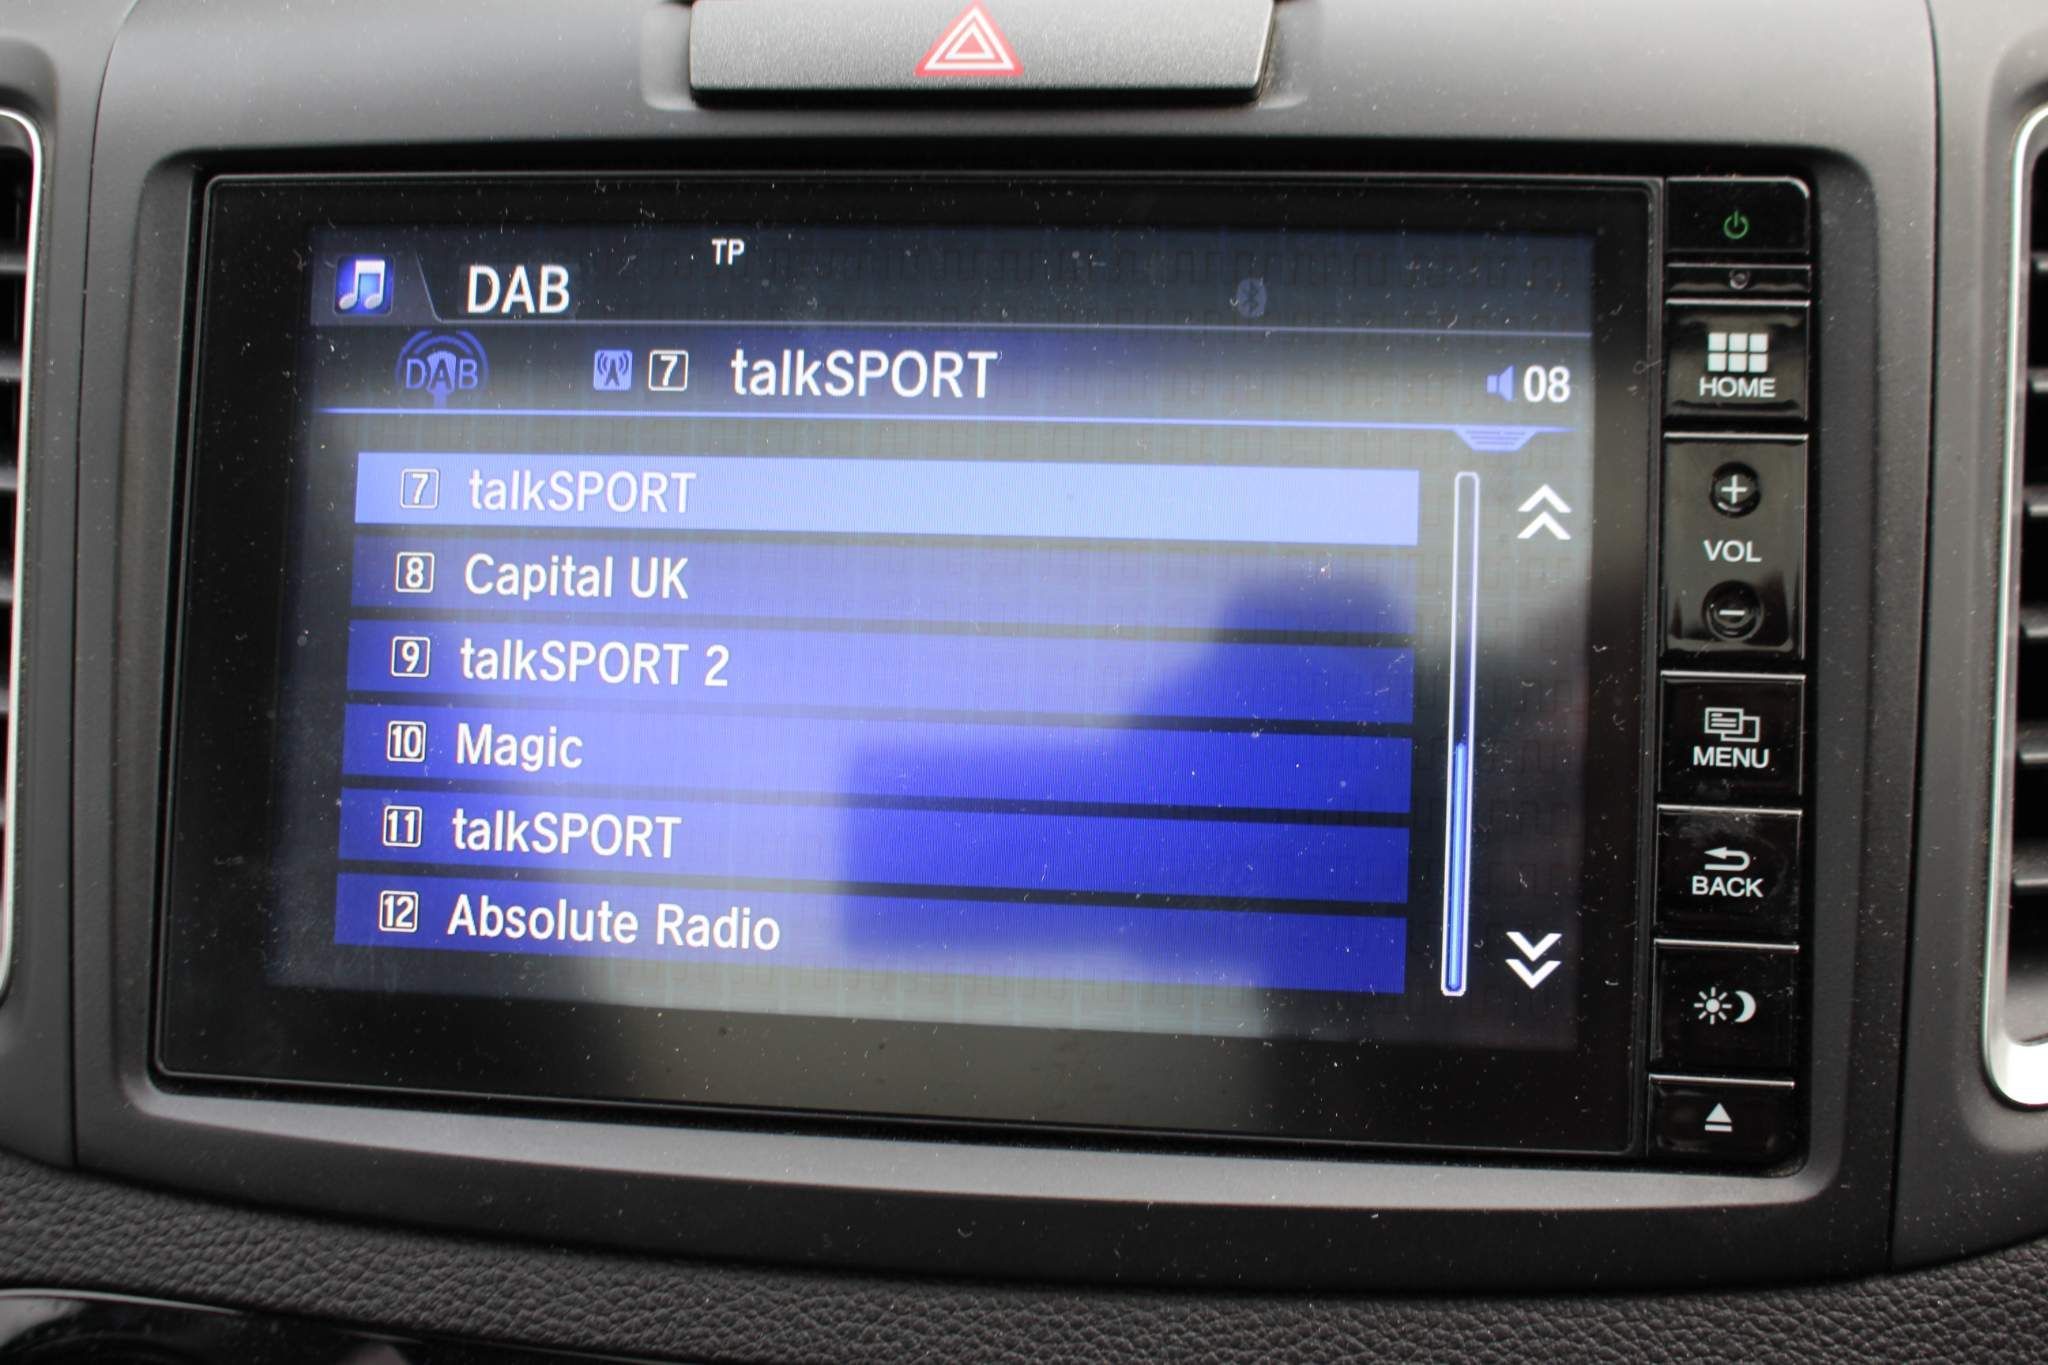 TP
DAB
DAB 7 talkSPORT 08
7 talkSPORT
8 Capital UK
9 talkSPORT 2
10 Magic
11 talkSPORT
12 Absolute Radio
HOME
+
VOL
-
MENU
BACK